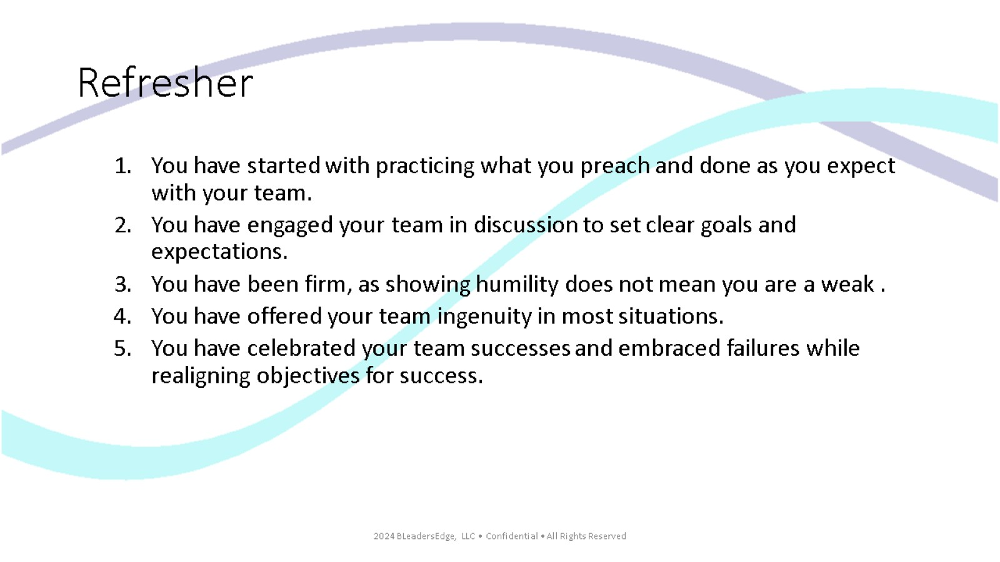 Refresher
1. You have started with practicing what you preach and done as you expect
with your team.
2. You have engaged your team in discussion to set clear goals and
expectations.
3. You have been firm, as showing humility does not mean you are a weak .
4. You have offered your team ingenuity in most situations.
5. You have celebrated your team successes and embraced failures while
realigning objectives for success.
2024 BLeadersEdge, LLC • Confidential • All Rights Reserved